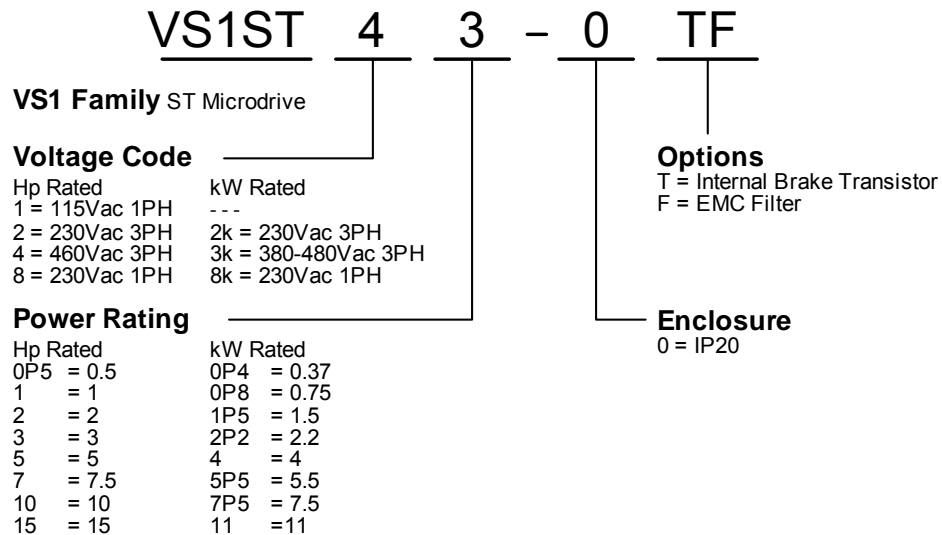 VS1ST 4 3 – 0 TF
VS1 Family ST Microdrive
Voltage Code
Hp Rated kW Rated
1 = 115Vac 1PH ---
2 = 230Vac 3PH 2k = 230Vac 3PH
4 = 460Vac 3PH 3k = 380-480Vac 3PH
8 = 230Vac 1PH 8k = 230Vac 1PH
Options
T = Internal Brake Transistor
F = EMC Filter
Power Rating
Hp Rated kW Rated
0P5 = 0.5 0P4 = 0.37
1 = 1 0P8 = 0.75
2 = 2 1P5 = 1.5
3 = 3 2P2 = 2.2
5 = 5 4 = 4
7 = 7.5 5P5 = 5.5
10 = 10 7P5 = 7.5
15 = 15 11 =11
Enclosure
0 = IP20